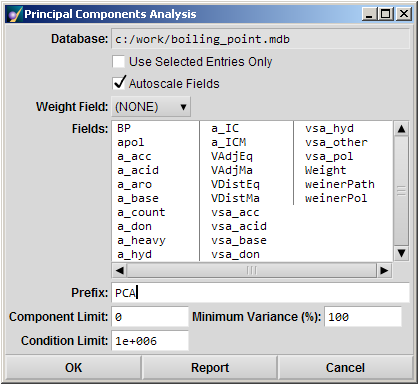 Principal Components Analysis
Database: c:/work/boiling_point.mdb
Use Selected Entries Only
Autoscale Fields
Weight Field: (NONE)
Fields: BP a_IC vsa_hyd
apol a_ICM vsa_other
a_acc VAdjEq vsa_pol
a_acid VAdjMa Weight
a_aro VDistEq weinerPath
a_base VDistMa weinerPol
a_count vsa_acc
a_don vsa_acid
a_heavy vsa_base
a_hyd vsa_don
Prefix: PCA
Component Limit: 0 Minimum Variance (%): 100
Condition Limit: 1e+006
OK Report Cancel